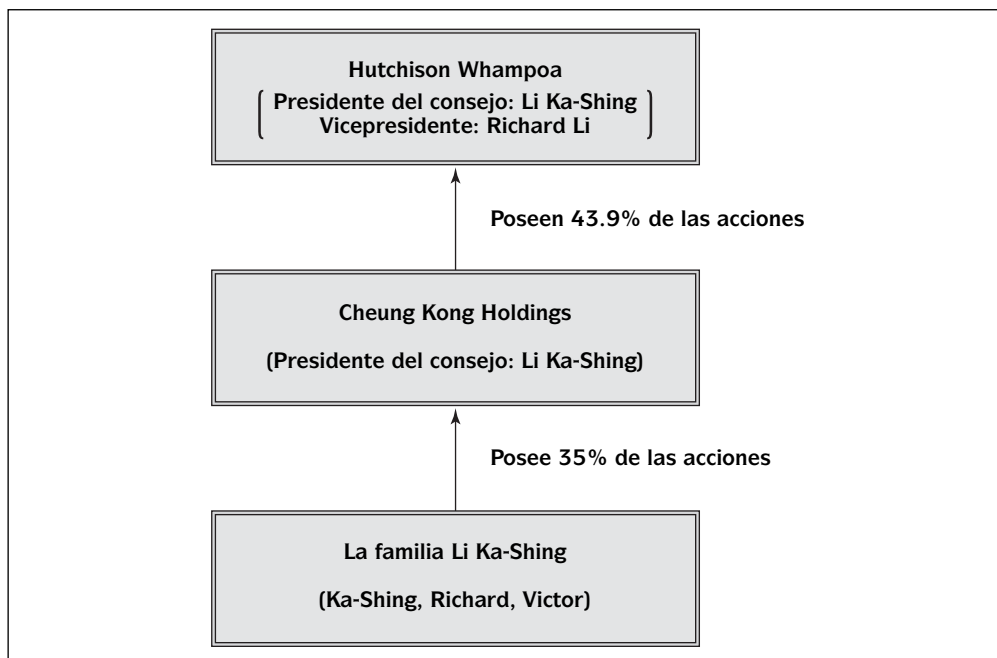 Hutchison Whampoa
Presidente del consejo: Li Ka-Shing
Vicepresidente: Richard Li
Poseen 43.9% de las acciones
Cheung Kong Holdings
(Presidente del consejo: Li Ka-Shing)
Posee 35% de las acciones
La familia Li Ka-Shing
(Ka-Shing, Richard, Victor)